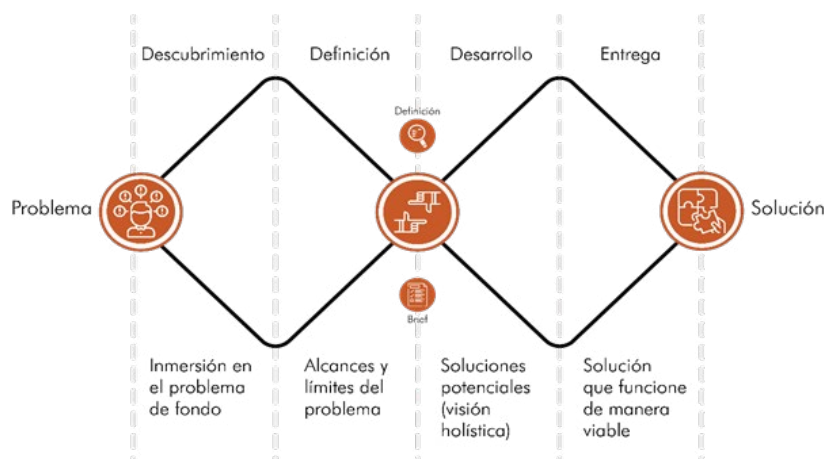 Descubrimiento
Definición
Desarrollo
Entrega
Definición
Problema
Solución
Brief
Inmersión en
el problema
de fondo
Alcances y
límites del
problema
Soluciones
potenciales
(visión
holística)
Solución
que funcione
de manera
viable